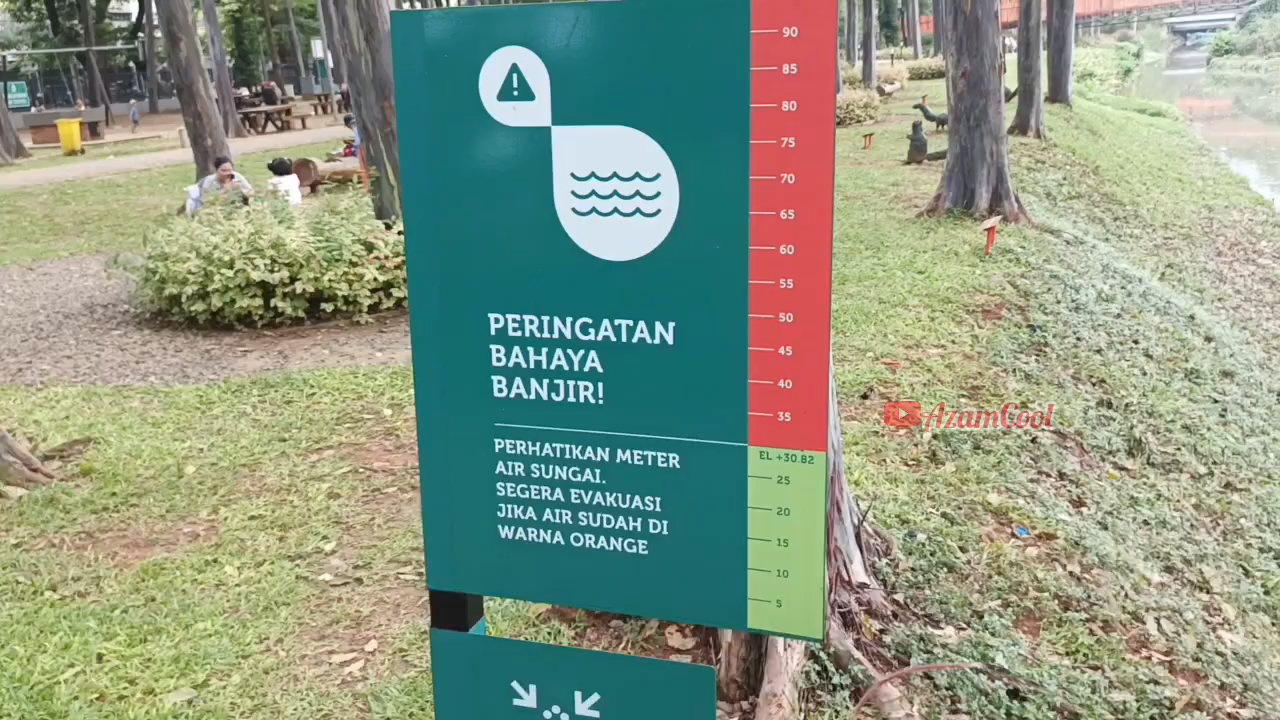 90
85
80
75
70
65
60
55
50
45
40
35
EL +30.82
25
20
15
10
5
PERINGATAN
BAHAYA
BANJIR!
PERHATIKAN METER
AIR SUNGAI.
SEGERA EVAKUASI
JIKA AIR SUDAH DI
WARNA ORANGE
AzamCool